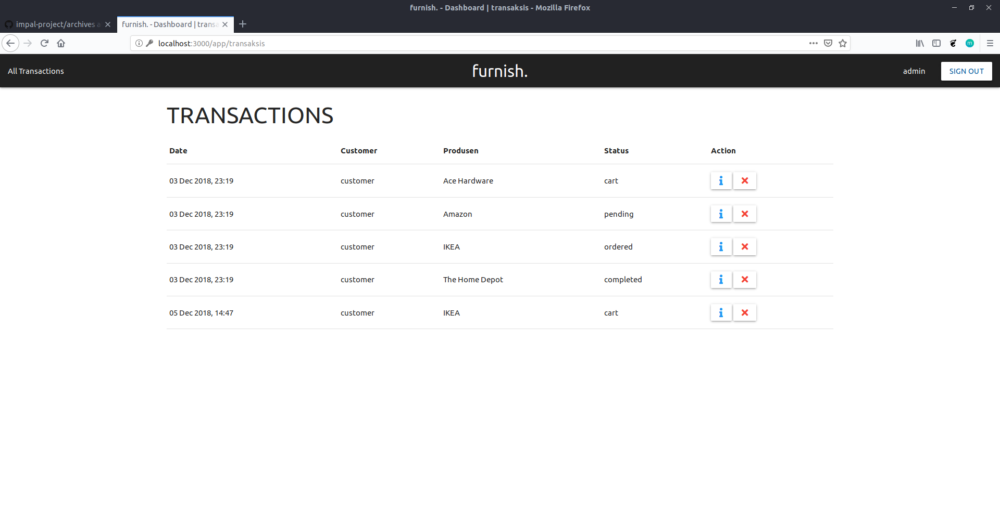 furnish. - Dashboard | transaksis - Mozilla Firefox
impal-project/archives a
furnish. - Dashboard | transa
localhost:3000/app/transaksis
All Transactions
furnish.
admin
SIGN OUT
TRANSACTIONS
Date Customer Produsen Status Action
03 Dec 2018, 23:19 customer Ace Hardware cart
03 Dec 2018, 23:19 customer Amazon pending
03 Dec 2018, 23:19 customer IKEA ordered
03 Dec 2018, 23:19 customer The Home Depot completed
05 Dec 2018, 14:47 customer IKEA cart